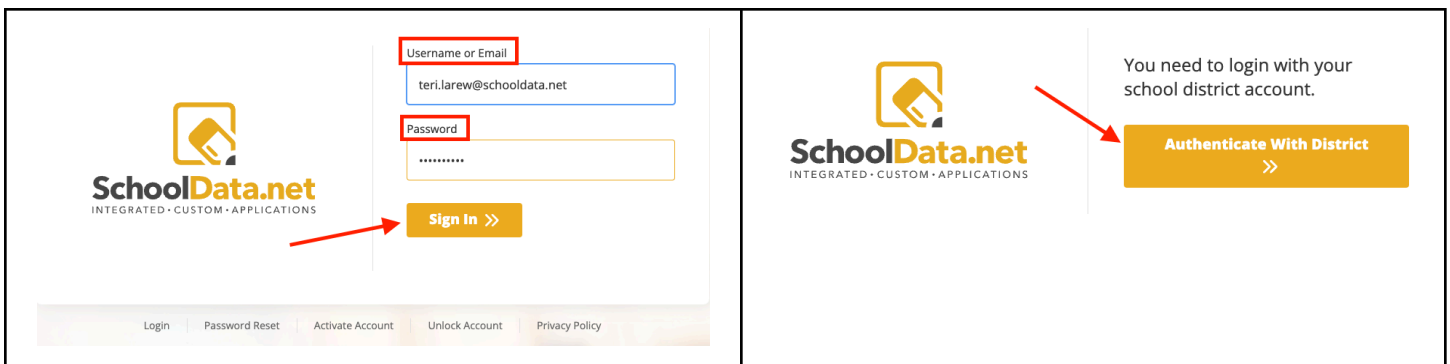 Username or Email
teri.larew@schooldata.net
Password
••••••••••
Sign In
SchoolData.net
INTEGRATED•CUSTOM•APPLICATIONS
Login
Password Reset
Activate Account
Unlock Account
Privacy Policy
You need to login with your
school district account.
Authenticate With District
SchoolData.net
INTEGRATED•CUSTOM•APPLICATIONS